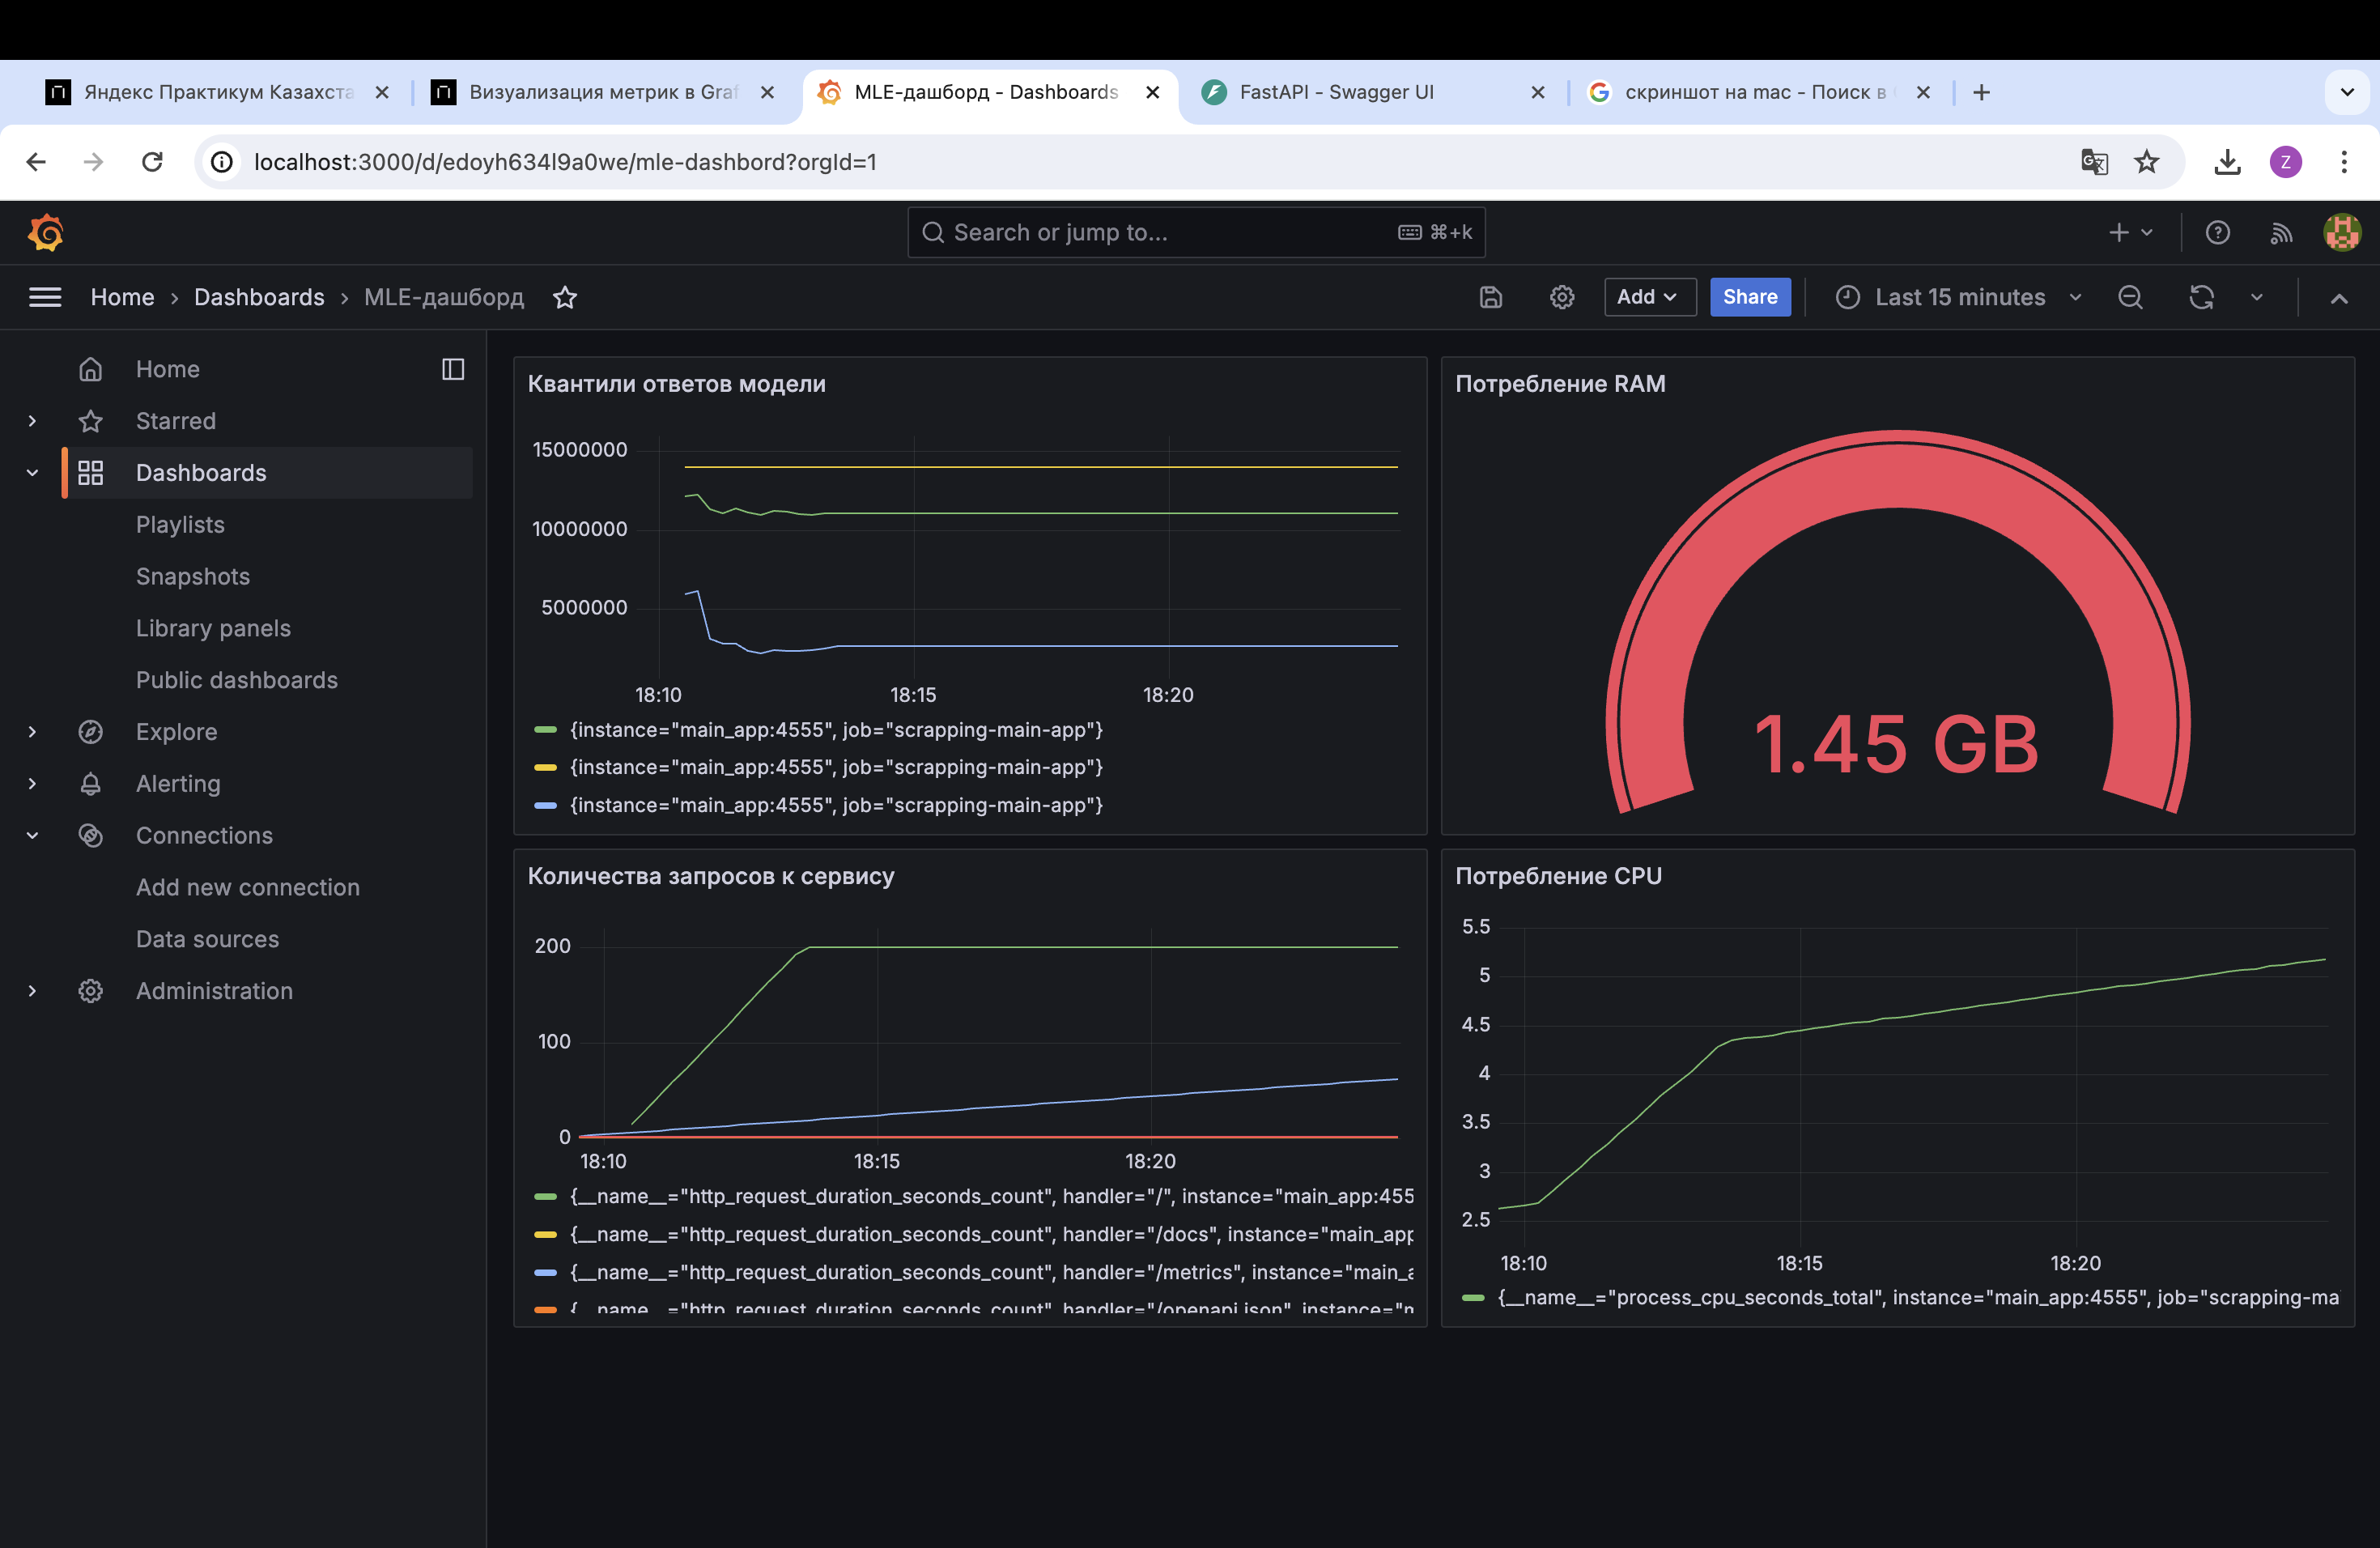 Яндекс Практикум Казахста
Визуализация метрик в Graf
MLE-дашборд - Dashboards
FastAPI - Swagger UI
скриншот на mac - Поиск в
localhost:3000/d/edoyh634l9a0we/mle-dashbord?orgId=1
Z
Search or jump to...
⌘+k
Home › Dashboards › MLE-дашборд
Add
Share
Last 15 minutes
Home
Starred
Dashboards
Playlists
Snapshots
Library panels
Public dashboards
Explore
Alerting
Connections
Add new connection
Data sources
Administration
Квантили ответов модели
15000000
10000000
5000000
18:10 18:15 18:20
{instance="main_app:4555", job="scrapping-main-app"}
{instance="main_app:4555", job="scrapping-main-app"}
{instance="main_app:4555", job="scrapping-main-app"}
Потребление RAM
1.45 GB
Количества запросов к сервису
200
100
0
18:10 18:15 18:20
{__name__="http_request_duration_seconds_count", handler="/", instance="main_app:455
{__name__="http_request_duration_seconds_count", handler="/docs", instance="main_app
{__name__="http_request_duration_seconds_count", handler="/metrics", instance="main_a
{__name__="http_request_duration_seconds_count", handler="/openapi.json", instance="m
Потребление CPU
5.5
5
4.5
4
3.5
3
2.5
18:10 18:15 18:20
{__name__="process_cpu_seconds_total", instance="main_app:4555", job="scrapping-ma